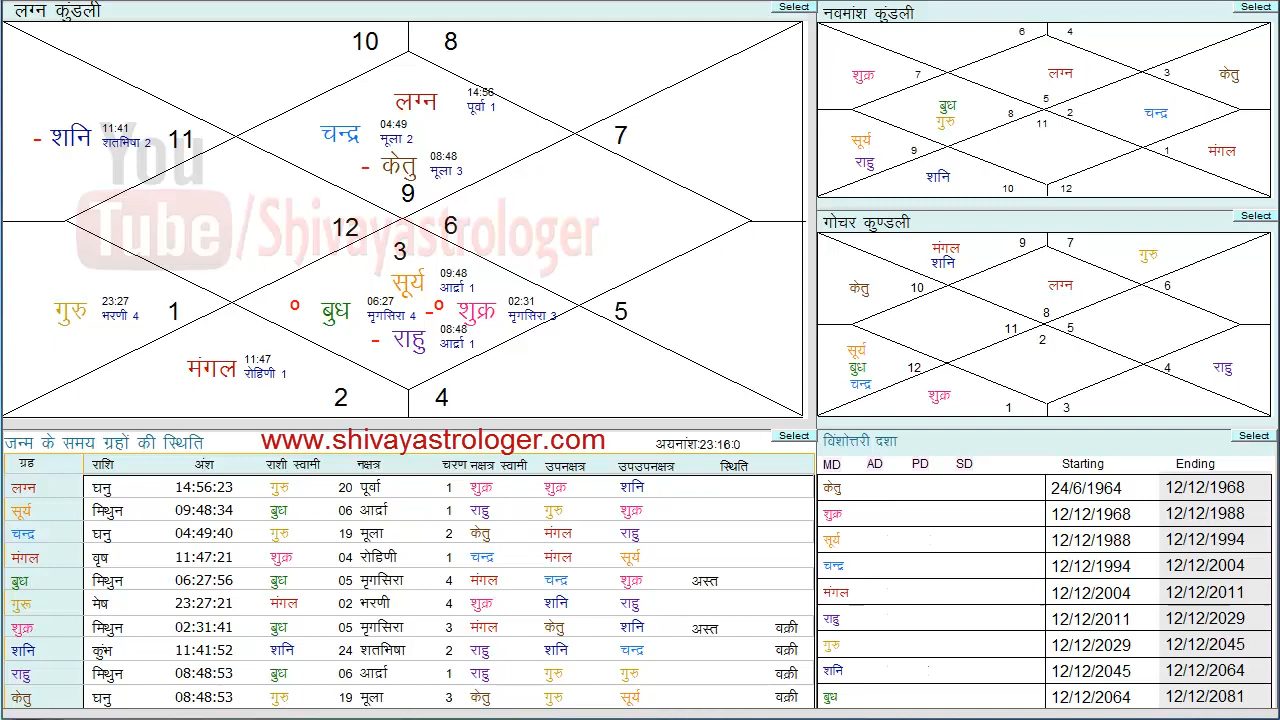 लग्न कुंडली
Select
10
8
लग्न 14:56 पूर्वा 1
- शनि 11:41 शतभिषा 2
11
चन्द्र 04:49 मूला 2
7
- केतु 08:48 मूला 3
9
You
Tube/Shivayastrologer
12
6
3
सूर्य 09:48 आर्द्रा 1
गुरु 23:27 भरणी 4
1
º बुध 06:27 मृगसिरा 4
-º शुक्र 02:31 मृगसिरा 3
5
- राहु 08:48 आर्द्रा 1
मंगल 11:47 रोहिणी 1
2
4
नवमांश कुंडली
Select
6
4
शुक्र
7
लग्न
3
केतु
बुध
गुरु
8
5
2
11
चन्द्र
सूर्य
राहु
9
1
मंगल
शनि
10
12
गोचर कुण्डली
Select
मंगल
शनि
9
7
गुरु
केतु
10
लग्न
6
8
11
5
2
सूर्य
बुध
चन्द्र
12
4
राहु
शुक्र
1
3
जन्म के समय ग्रहों की स्थिति www.shivayastrologer.com अयनांश:23:16:0 Select
ग्रह राशि अंश राशी स्वामी नक्षत्र चरण नक्षत्र स्वामी उपनक्षत्र उपउपनक्षत्र स्थिति
लग्न घनु 14:56:23 गुरु 20 पूर्वा 1 शुक्र शुक्र शनि
सूर्य मिथुन 09:48:34 बुध 06 आर्द्रा 1 राहु गुरु शुक्र
चन्द्र घनु 04:49:40 गुरु 19 मूला 2 केतु मंगल राहु
मंगल वृष 11:47:21 शुक्र 04 रोहिणी 1 चन्द्र मंगल सूर्य
बुध मिथुन 06:27:56 बुध 05 मृगसिरा 4 मंगल चन्द्र शुक्र अस्त
गुरू मेष 23:27:21 मंगल 02 भरणी 4 शुक्र शनि राहु
शुक्र मिथुन 02:31:41 बुध 05 मृगसिरा 3 मंगल केतु शनि अस्त वक्री
शनि कुंभ 11:41:52 शनि 24 शतभीषा 2 राहु शनि चन्द्र वक्री
राहु मिथुन 08:48:53 बुध 06 आर्द्रा 1 राहु गुरु गुरु वक्री
केतु घनु 08:48:53 गुरु 19 मूला 3 केतु गुरु सूर्य वक्री
विंशोत्तरी दशा
Select
MD AD PD SD Starting Ending
केतु 24/6/1964 12/12/1968
शुक्र 12/12/1968 12/12/1988
सूर्य 12/12/1988 12/12/1994
चन्द्र 12/12/1994 12/12/2004
मंगल 12/12/2004 12/12/2011
राहु 12/12/2011 12/12/2029
गुरु 12/12/2029 12/12/2045
शनि 12/12/2045 12/12/2064
बुध 12/12/2064 12/12/2081